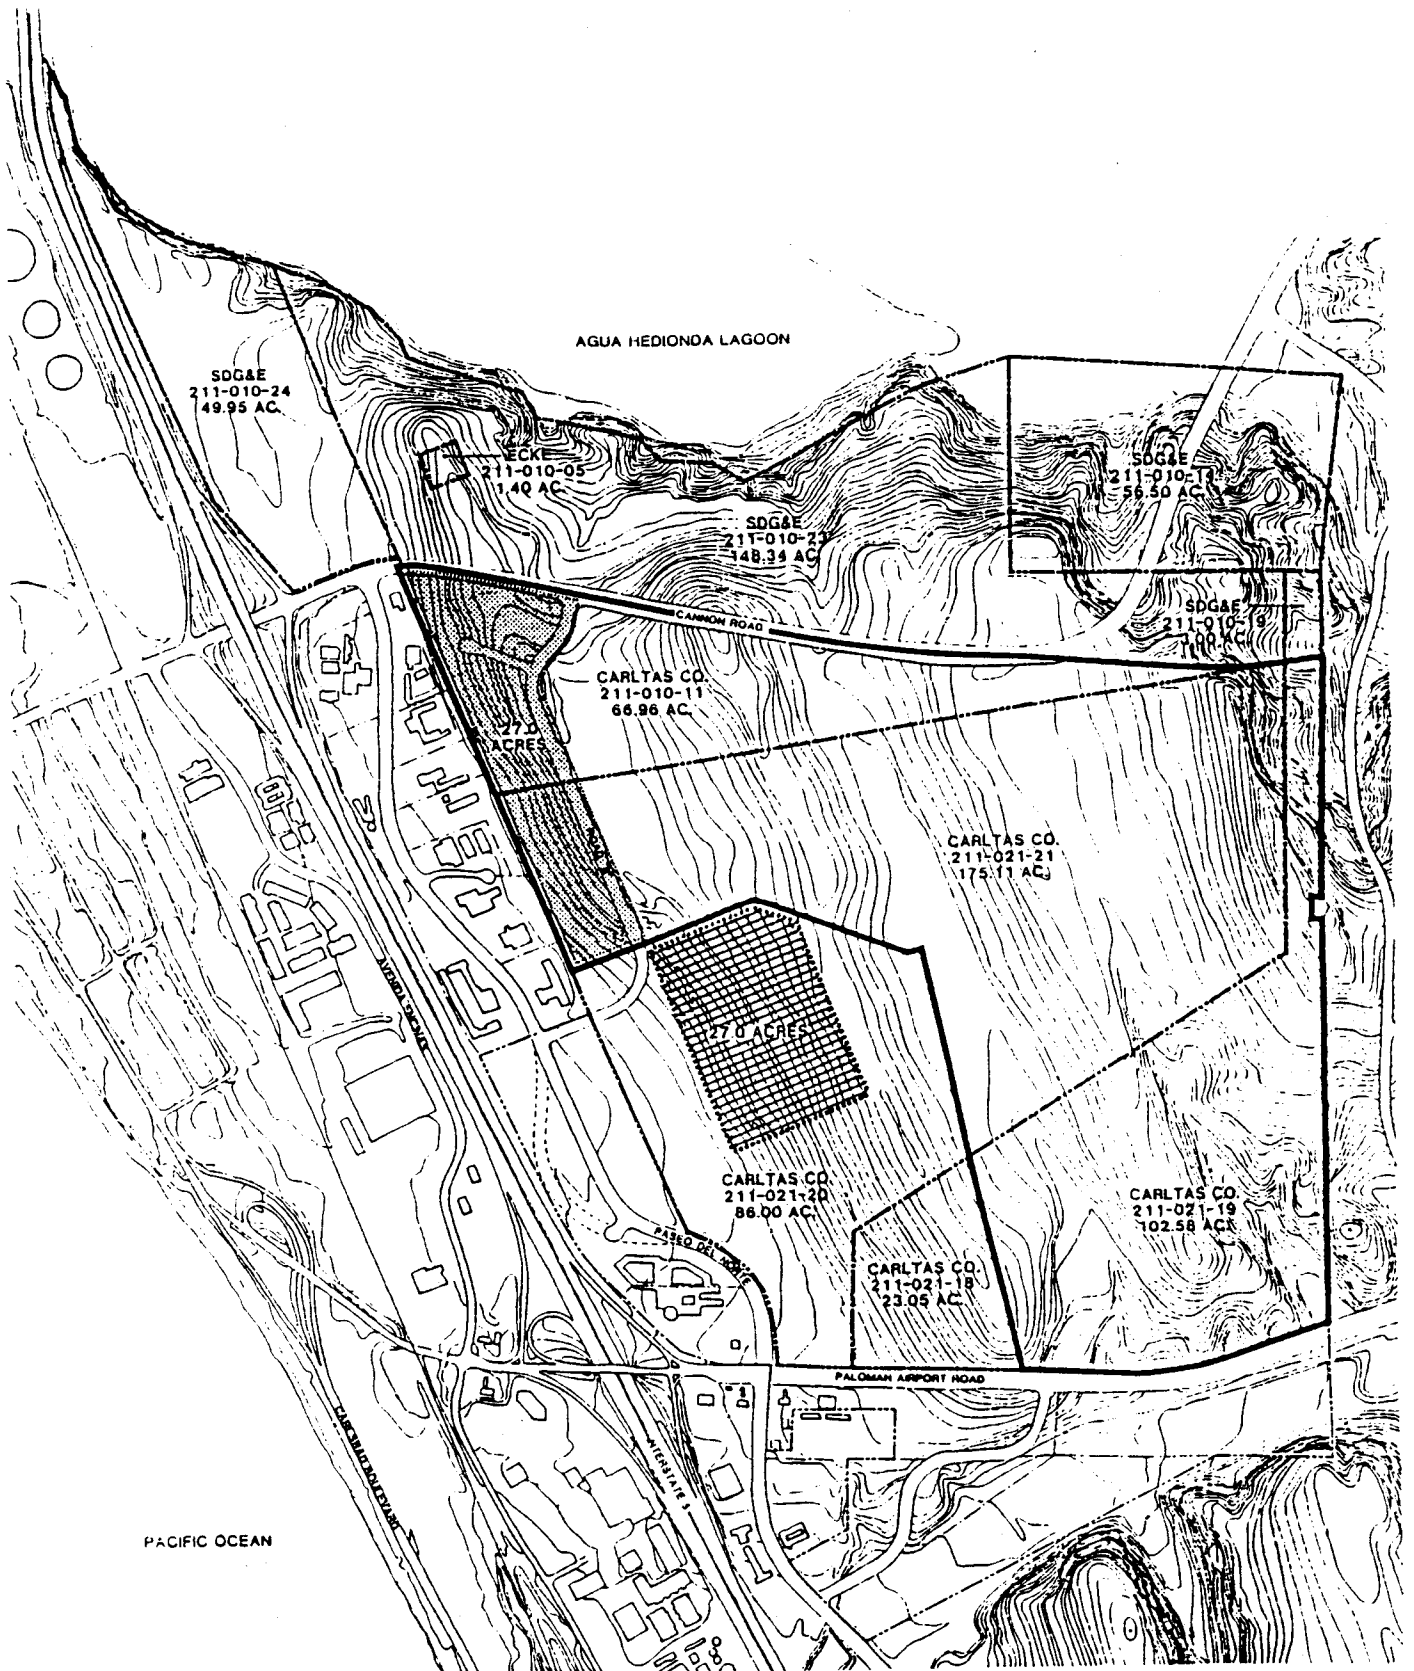 AGUA HEDIONDA LAGOON
SDG&E
211-010-24
49.95 AC.
ECKE
211-010-05
1.40 AC.
SDG&E
56.50 AC.
SDG&E
211-010-23
148.34 AC.
SDG&E
211-010-19
CANNON ROAD
CARLTAS CO.
211-010-11
66.96 AC.
27.0
ACRES
CARLTAS CO.
211-021-21
175.11 AC.
27.0 ACRES
CARLTAS CO.
211-021-20
86.00 AC.
CARLTAS CO.
211-021-19
102.58 AC.
PASEO DEL NORTE
CARLTAS CO.
211-021-18
23.05 AC.
PALOMAR AIRPORT ROAD
CARLSBAD BOULEVARD
INTERSTATE 5
PACIFIC OCEAN